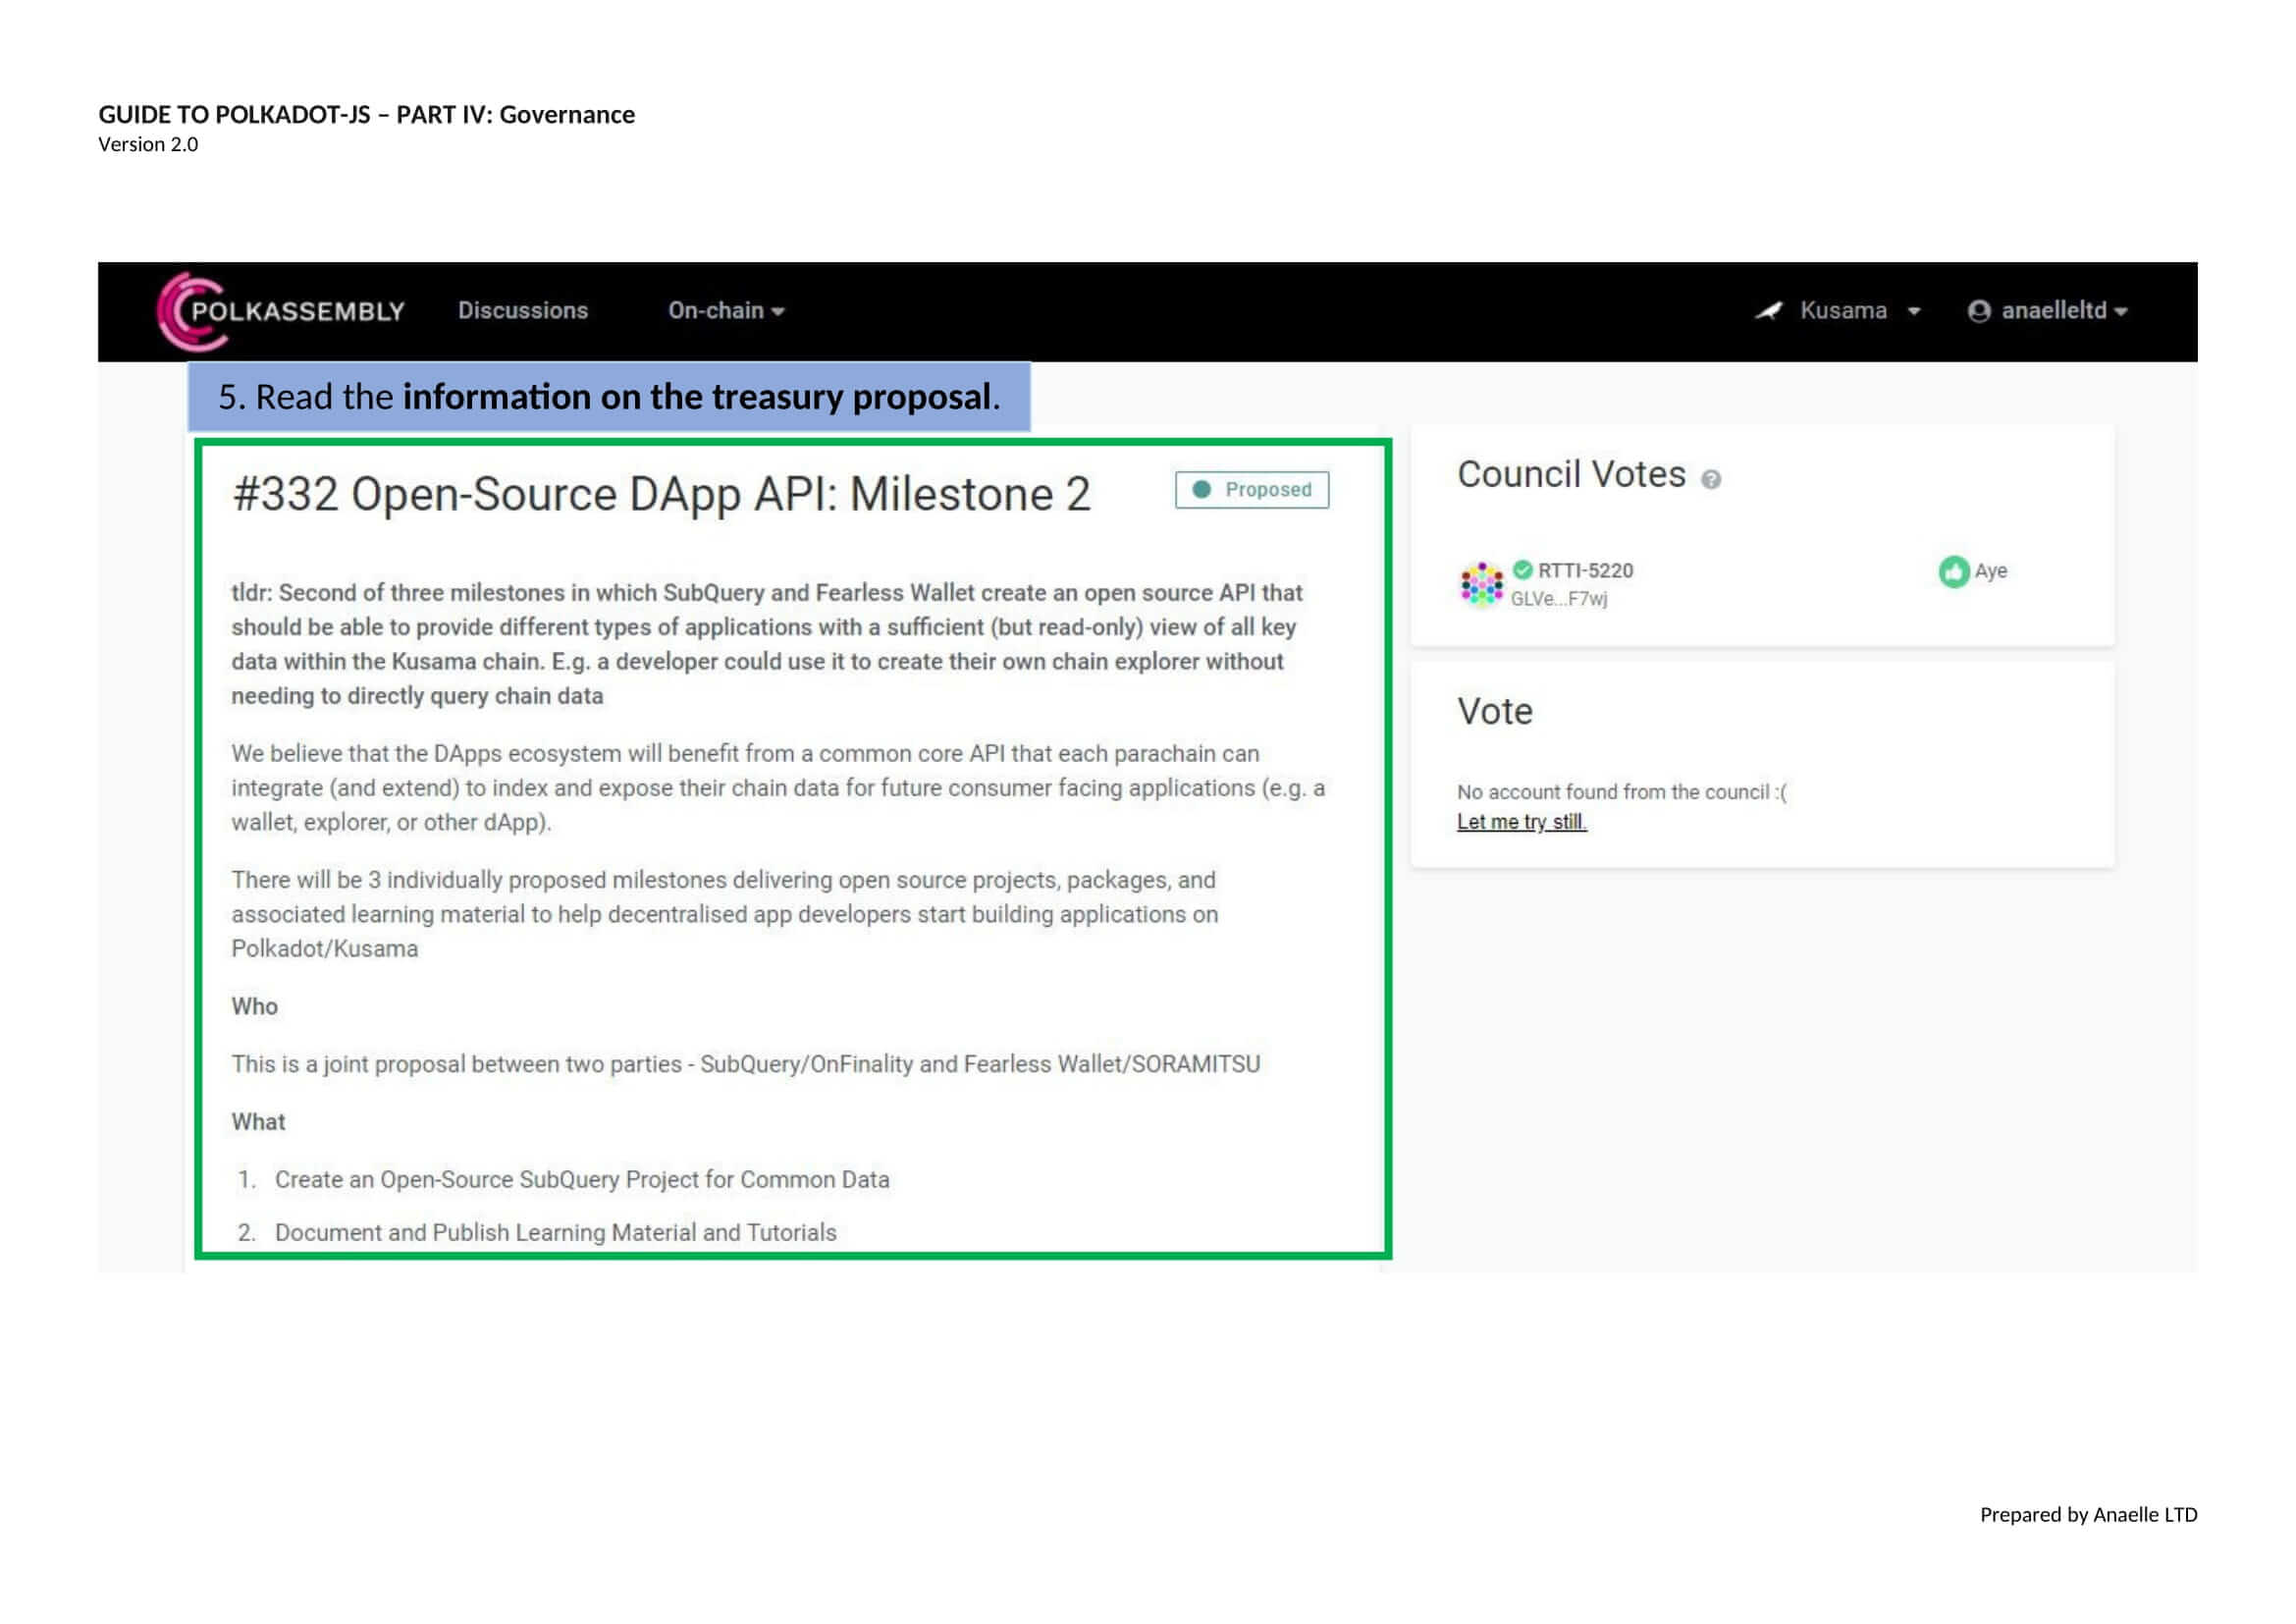 GUIDE TO POLKADOT-JS – PART IV: Governance
Version 2.0
POLKASSEMBLY Discussions On-chain Kusama anaelleltd
5. Read the information on the treasury proposal.
#332 Open-Source DApp API: Milestone 2 Proposed
tldr: Second of three milestones in which SubQuery and Fearless Wallet create an open source API that
should be able to provide different types of applications with a sufficient (but read-only) view of all key
data within the Kusama chain. E.g. a developer could use it to create their own chain explorer without
needing to directly query chain data
We believe that the DApps ecosystem will benefit from a common core API that each parachain can
integrate (and extend) to index and expose their chain data for future consumer facing applications (e.g. a
wallet, explorer, or other dApp).
There will be 3 individually proposed milestones delivering open source projects, packages, and
associated learning material to help decentralised app developers start building applications on
Polkadot/Kusama
Who
This is a joint proposal between two parties - SubQuery/OnFinality and Fearless Wallet/SORAMITSU
What
1. Create an Open-Source SubQuery Project for Common Data
2. Document and Publish Learning Material and Tutorials
Council Votes ?
RTTI-5220 Aye
GLVe...F7wj
Vote
No account found from the council :(
Let me try still.
Prepared by Anaelle LTD